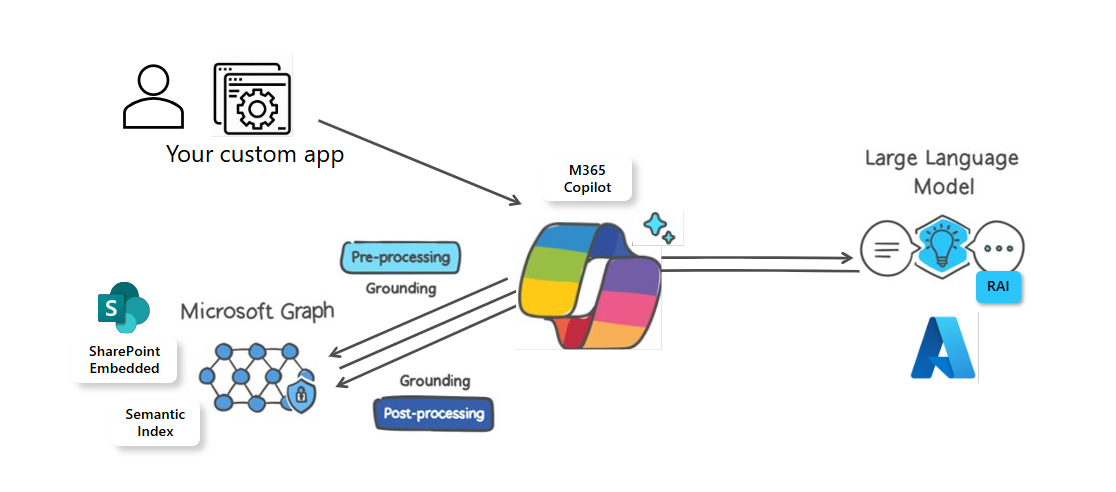 Your custom app
M365
Copilot
Large Language
Model
RAI
Pre-processing
Grounding
Microsoft Graph
S
SharePoint
Embedded
Semantic
Index
Grounding
Post-processing